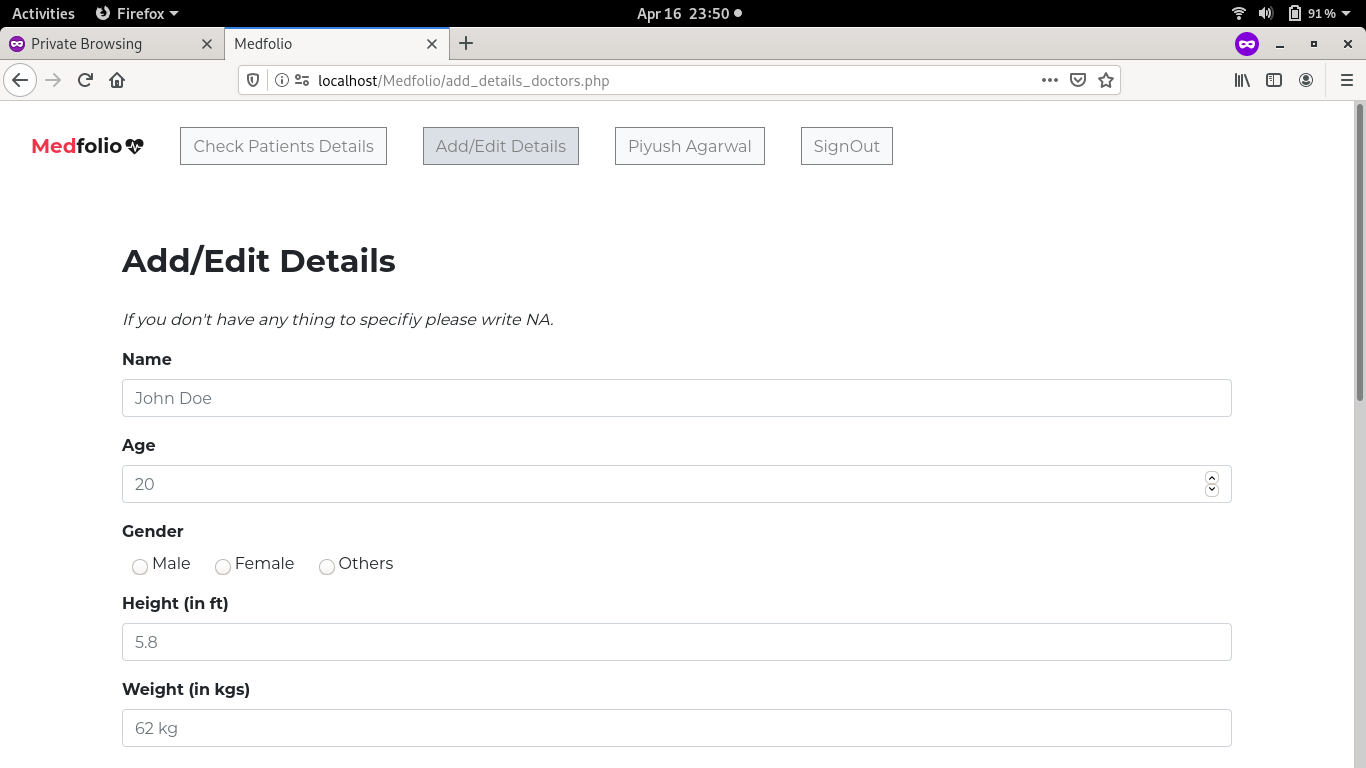 Activities Firefox Apr 16 23:50 91%
Private Browsing Medfolio
localhost/Medfolio/add_details_doctors.php
Medfolio Check Patients Details Add/Edit Details Piyush Agarwal SignOut
Add/Edit Details
If you don't have any thing to specifiy please write NA.
Name
John Doe
Age
20
Gender
Male Female Others
Height (in ft)
5.8
Weight (in kgs)
62 kg